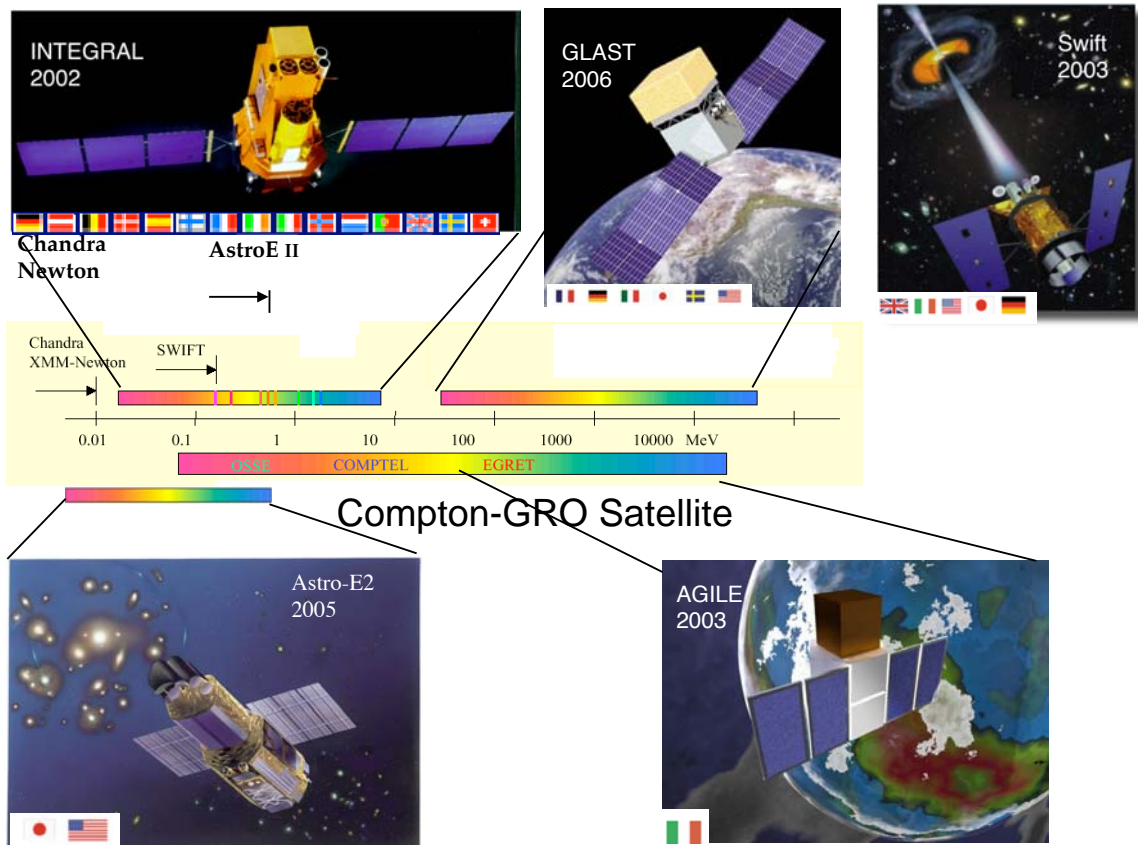 INTEGRAL
2002
GLAST
2006
Swift
2003
Chandra
Newton
AstroE II
Chandra
XMM-Newton
SWIFT
0.01 0.1 1 10 100 1000 10000 MeV
OSSE COMPTEL EGRET
Compton-GRO Satellite
Astro-E2
2005
AGILE
2003